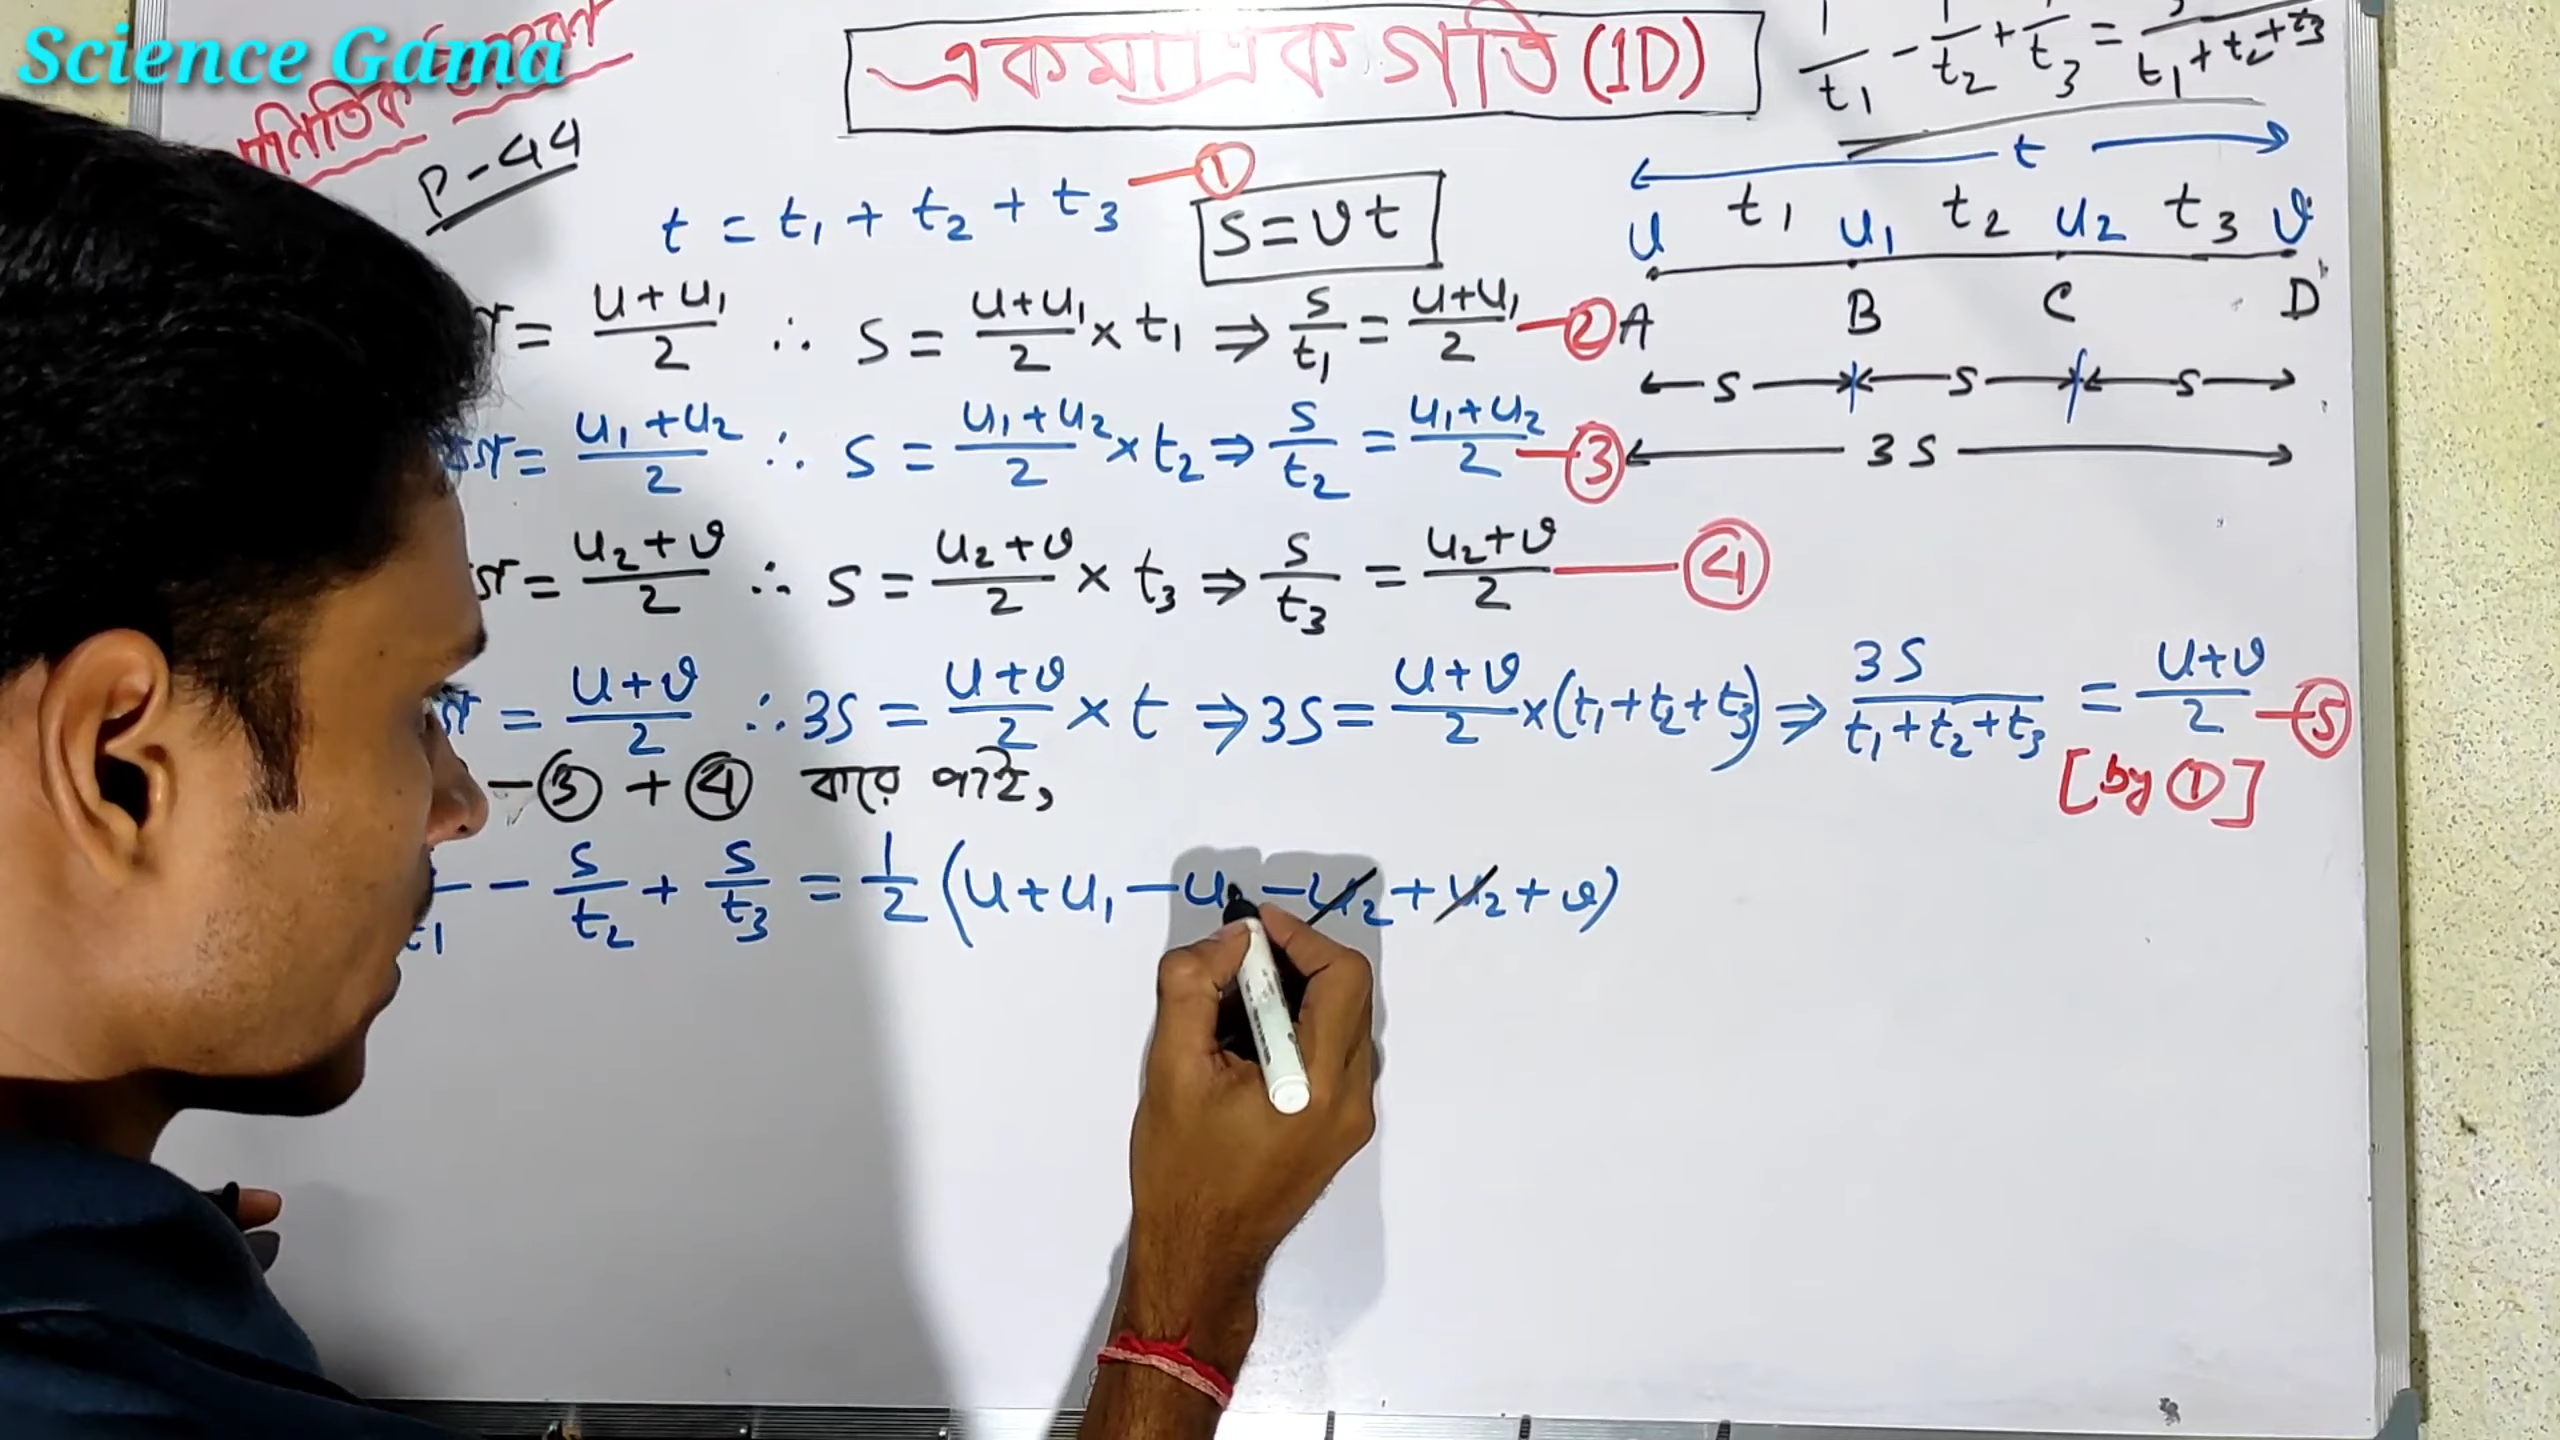 Science Gama
P-44
একমাত্রিক গতি (1D)
1/t₁ - 1/t₂ + 1/t₃ = 3/(t₁ + t₂ + t₃)
t = t₁ + t₂ + t₃ — ①
S = υt
t
u t₁ u₁ t₂ u₂ t₃ υ
A B C D
S S S
3S
= (u + u₁)/2 ∴ S = (u + u₁)/2 × t₁ ⇒ S/t₁ = (u + u₁)/2 — ②
= (u₁ + u₂)/2 ∴ S = (u₁ + u₂)/2 × t₂ ⇒ S/t₂ = (u₁ + u₂)/2 — ③
= (u₂ + υ)/2 ∴ S = (u₂ + υ)/2 × t₃ ⇒ S/t₃ = (u₂ + υ)/2 — ④
= (u + υ)/2 ∴ 3S = (u + υ)/2 × t ⇒ 3S = (u + υ)/2 × (t₁ + t₂ + t₃) ⇒ 3S/(t₁ + t₂ + t₃) = (u + υ)/2 — ⑤
[by ①]
- ③ + ④ করে পাই,
/t₁ - S/t₂ + S/t₃ = 1/2 (u + u₁ - u - u₂ + u₂ + υ)